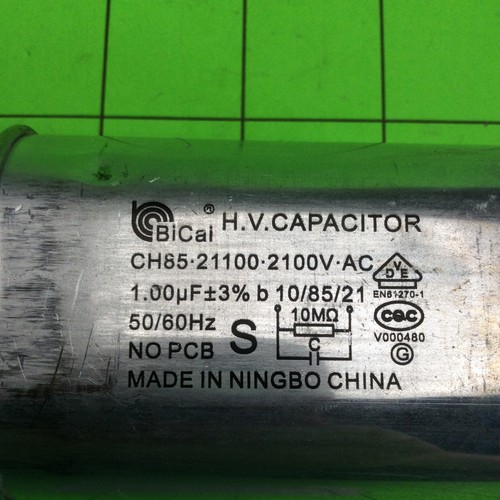 BiCai ® H.V.CAPACITOR
CH85·21100·2100V·AC
VDE
1.00μF±3% b 10/85/21
EN61270-1
50/60Hz S 10MΩ
C
CQC
NO PCB
V000480
G
MADE IN NINGBO CHINA